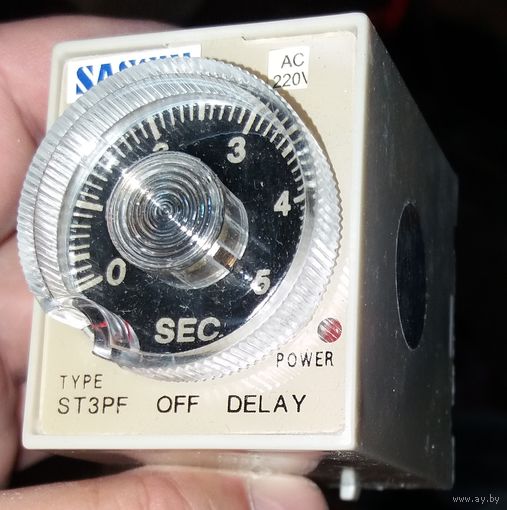 AC
220V
3
4
0
5
SEC.
POWER
TYPE
ST3PF OFF DELAY
www.ay.by